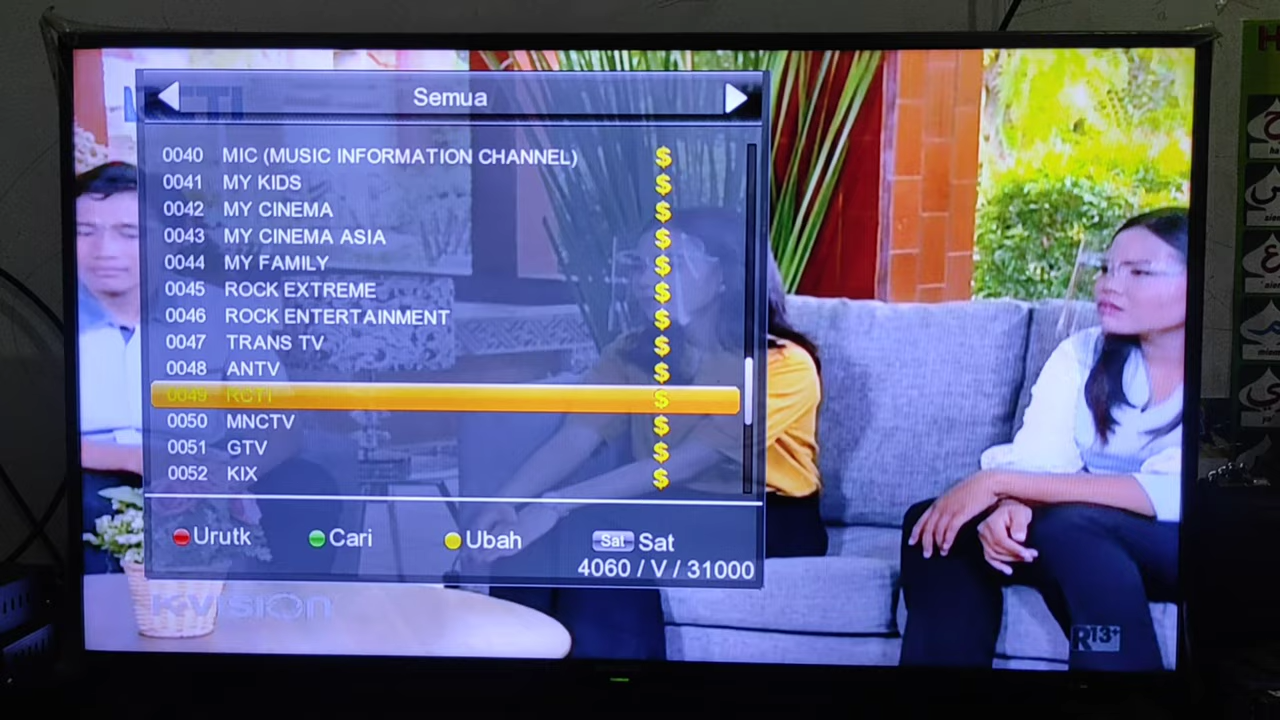 Semua
0040 MIC (MUSIC INFORMATION CHANNEL) $
0041 MY KIDS $
0042 MY CINEMA $
0043 MY CINEMA ASIA $
0044 MY FAMILY $
0045 ROCK EXTREME $
0046 ROCK ENTERTAINMENT $
0047 TRANS TV $
0048 ANTV $
0049 RCTI $
0050 MNCTV $
0051 GTV $
0052 KIX $
Urutk Cari Ubah Sat Sat
4060 / V / 31000
K-VISION
R13+